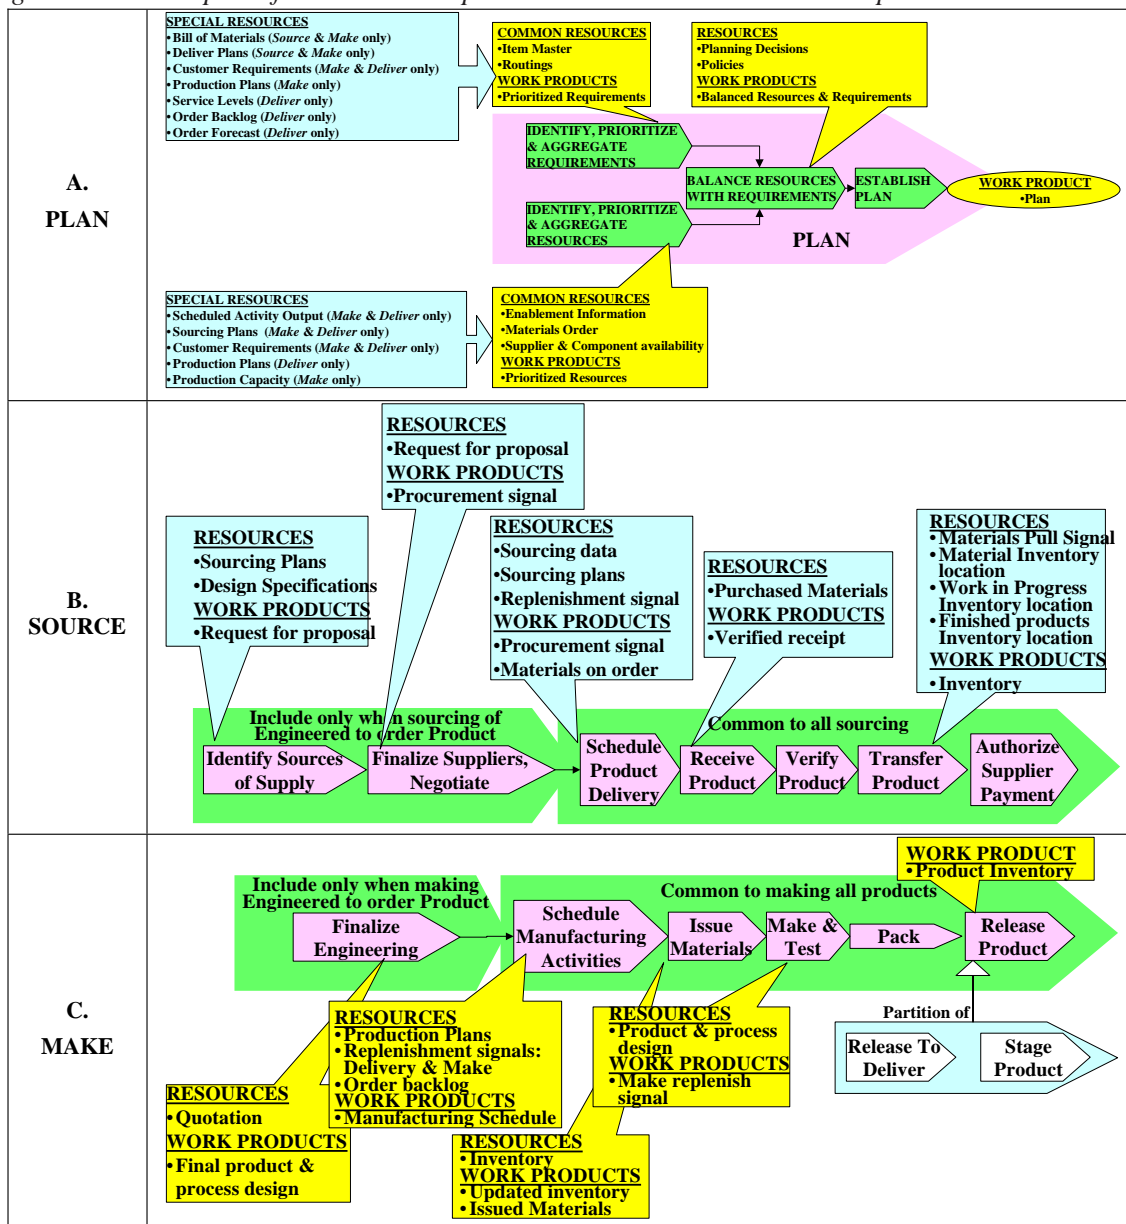 A.
PLAN
SPECIAL RESOURCES
•Bill of Materials (Source & Make only)
•Deliver Plans (Source & Make only)
•Customer Requirements (Make & Deliver only)
•Production Plans (Make only)
•Service Levels (Deliver only)
•Order Backlog (Deliver only)
•Order Forecast (Deliver only)
COMMON RESOURCES
•Item Master
•Routings
WORK PRODUCTS
•Prioritized Requirements
RESOURCES
•Planning Decisions
•Policies
WORK PRODUCTS
•Balanced Resources & Requirements
IDENTIFY, PRIORITIZE
& AGGREGATE
REQUIREMENTS
BALANCE RESOURCES
WITH REQUIREMENTS
ESTABLISH
PLAN
WORK PRODUCT
•Plan
IDENTIFY, PRIORITIZE
& AGGREGATE
RESOURCES
PLAN
SPECIAL RESOURCES
•Scheduled Activity Output (Make & Deliver only)
•Sourcing Plans (Make & Deliver only)
•Customer Requirements (Make & Deliver only)
•Production Plans (Deliver only)
•Production Capacity (Make only)
COMMON RESOURCES
•Enablement Information
•Materials Order
•Supplier & Component availability
WORK PRODUCTS
•Prioritized Resources
B.
SOURCE
RESOURCES
•Sourcing Plans
•Design Specifications
WORK PRODUCTS
•Request for proposal
RESOURCES
•Request for proposal
WORK PRODUCTS
•Procurement signal
RESOURCES
•Sourcing data
•Sourcing plans
•Replenishment signal
WORK PRODUCTS
•Procurement signal
•Materials on order
RESOURCES
•Purchased Materials
WORK PRODUCTS
•Verified receipt
RESOURCES
•Materials Pull Signal
•Material Inventory
location
•Work in Progress
Inventory location
•Finished products
Inventory location
WORK PRODUCTS
•Inventory
Include only when sourcing of
Engineered to order Product
Identify Sources
of Supply
Finalize Suppliers,
Negotiate
Common to all sourcing
Schedule
Product
Delivery
Receive
Product
Verify
Product
Transfer
Product
Authorize
Supplier
Payment
C.
MAKE
Include only when making
Engineered to order Product
Finalize
Engineering
Common to making all products
Schedule
Manufacturing
Activities
Issue
Materials
Make &
Test
Pack
Release
Product
WORK PRODUCT
•Product Inventory
RESOURCES
•Quotation
WORK PRODUCTS
•Final product &
process design
RESOURCES
•Production Plans
•Replenishment signals:
Delivery & Make
•Order backlog
WORK PRODUCTS
•Manufacturing Schedule
RESOURCES
•Inventory
WORK PRODUCTS
•Updated inventory
•Issued Materials
RESOURCES
•Product & process
design
WORK PRODUCTS
•Make replenish
signal
Partition of
Release To
Deliver
Stage
Product